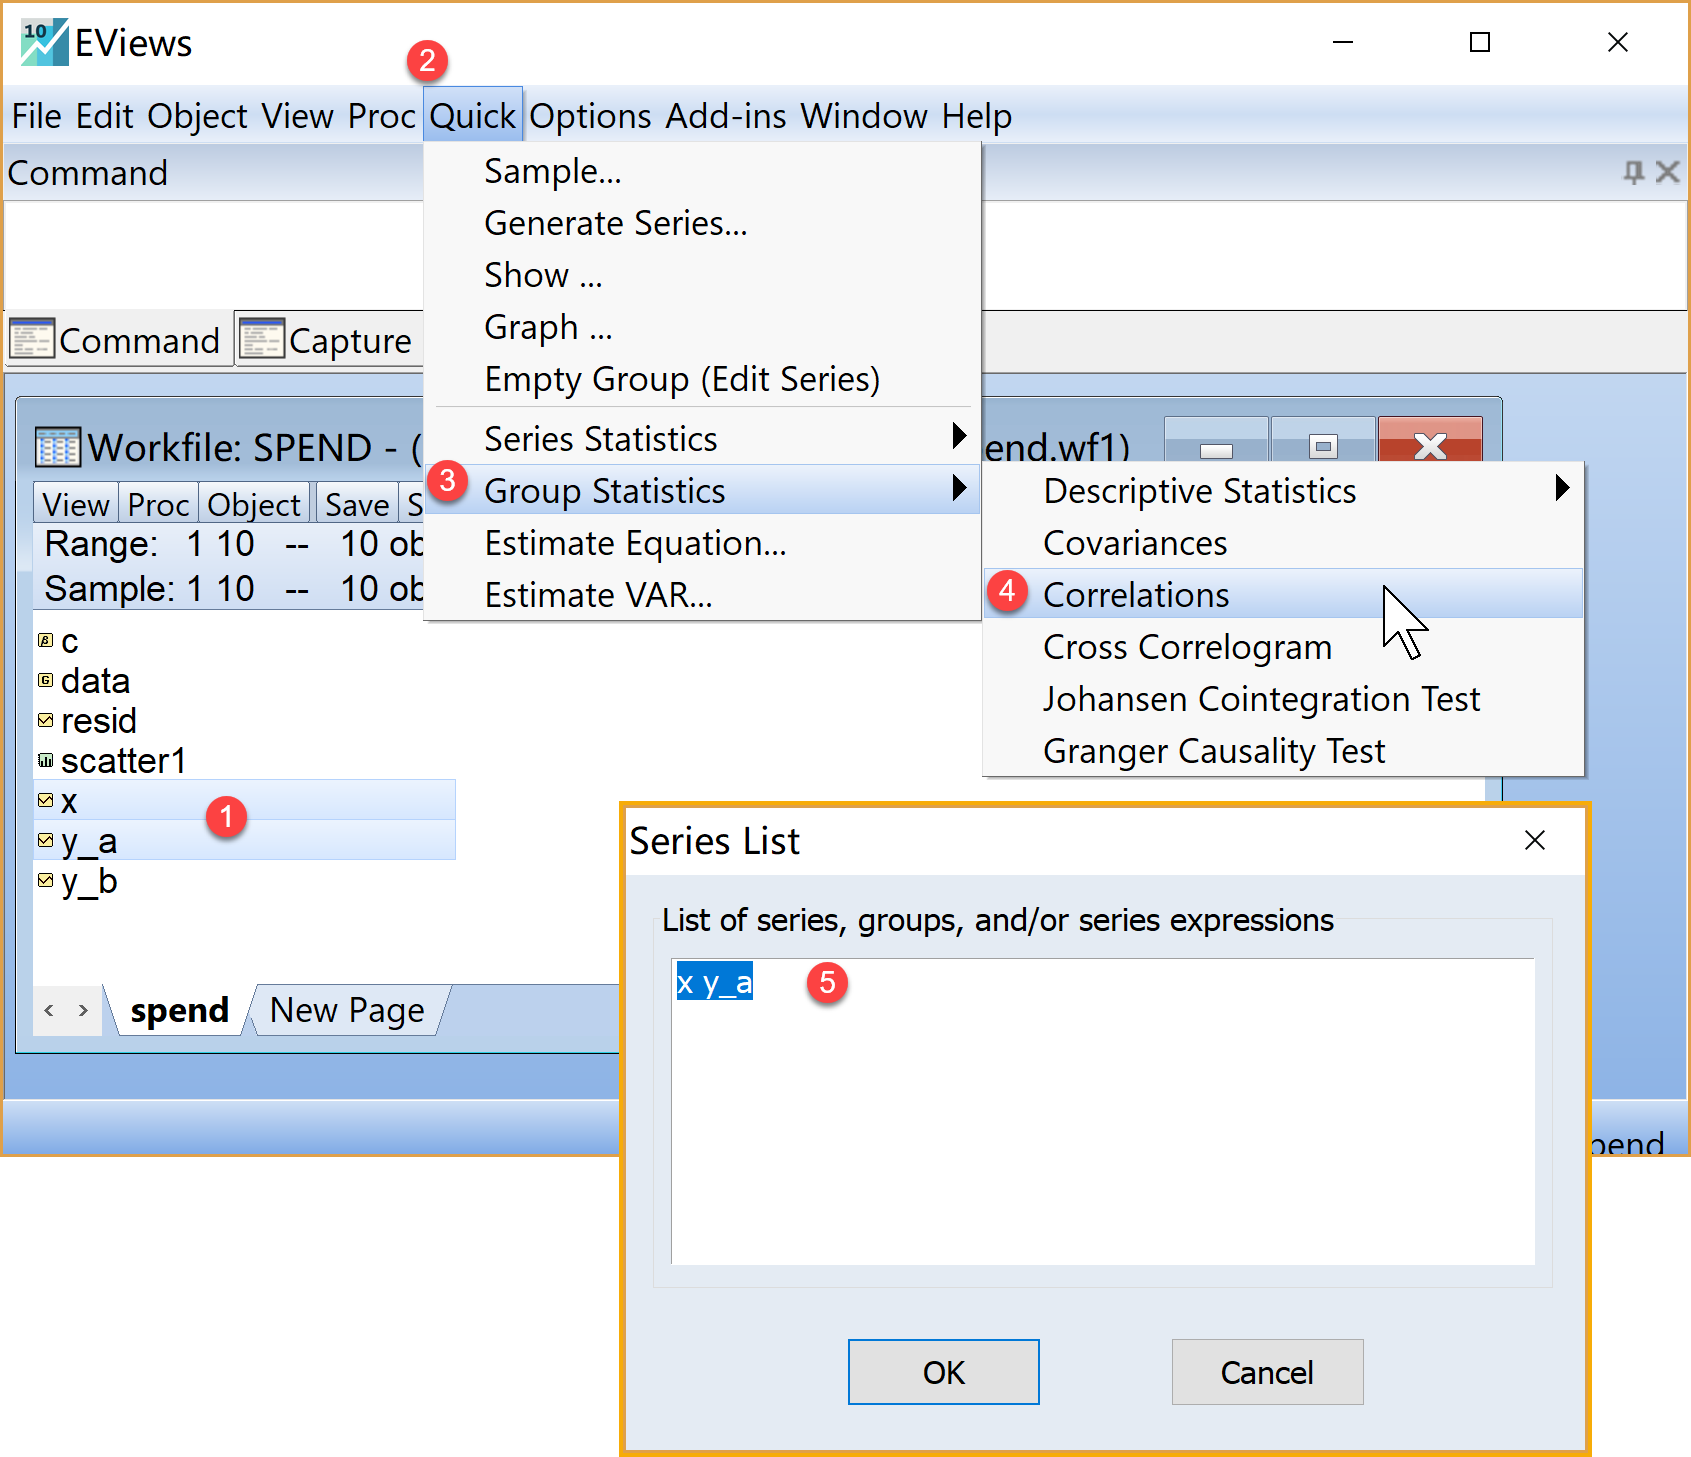 10 EViews
2
File Edit Object View Proc Quick Options Add-ins Window Help
Command
Sample...
Generate Series...
Show ...
Graph ...
Empty Group (Edit Series)
Series Statistics
3 Group Statistics
Estimate Equation...
Estimate VAR...
Command Capture
Workfile: SPEND - ( end.wf1)
View Proc Object Save S
Range: 1 10 -- 10 ob
Sample: 1 10 -- 10 ob
Descriptive Statistics
Covariances
4 Correlations
Cross Correlogram
Johansen Cointegration Test
Granger Causality Test
β c
G data
resid
scatter1
x
1
y_a
y_b
< > spend New Page
Series List
List of series, groups, and/or series expressions
x y_a 5
OK Cancel
pend